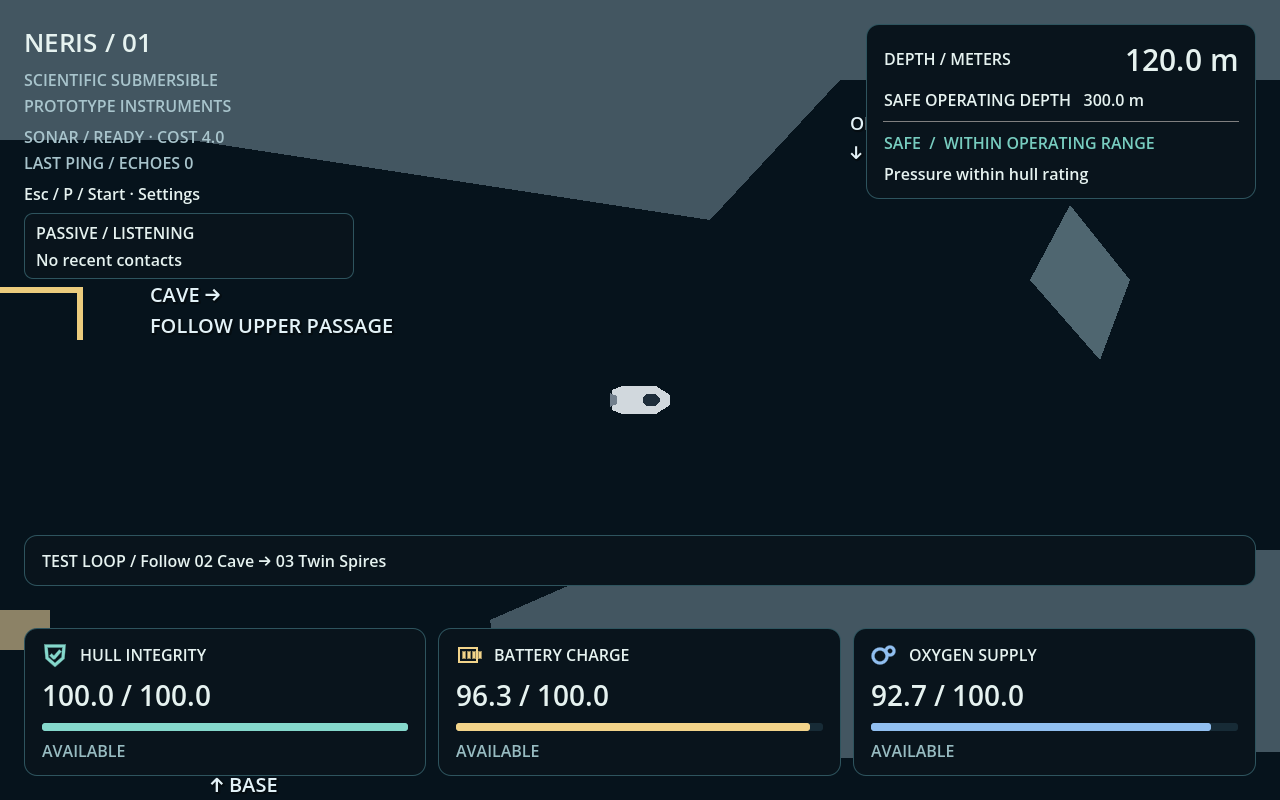 NERIS / 01
SCIENTIFIC SUBMERSIBLE
PROTOTYPE INSTRUMENTS
SONAR / READY · COST 4.0
LAST PING / ECHOES 0
Esc / P / Start · Settings
PASSIVE / LISTENING
No recent contacts
CAVE →
FOLLOW UPPER PASSAGE
↓
DEPTH / METERS 120.0 m
SAFE OPERATING DEPTH 300.0 m
SAFE / WITHIN OPERATING RANGE
Pressure within hull rating
TEST LOOP / Follow 02 Cave → 03 Twin Spires
HULL INTEGRITY
100.0 / 100.0
AVAILABLE
BATTERY CHARGE
96.3 / 100.0
AVAILABLE
OXYGEN SUPPLY
92.7 / 100.0
AVAILABLE
↑ BASE